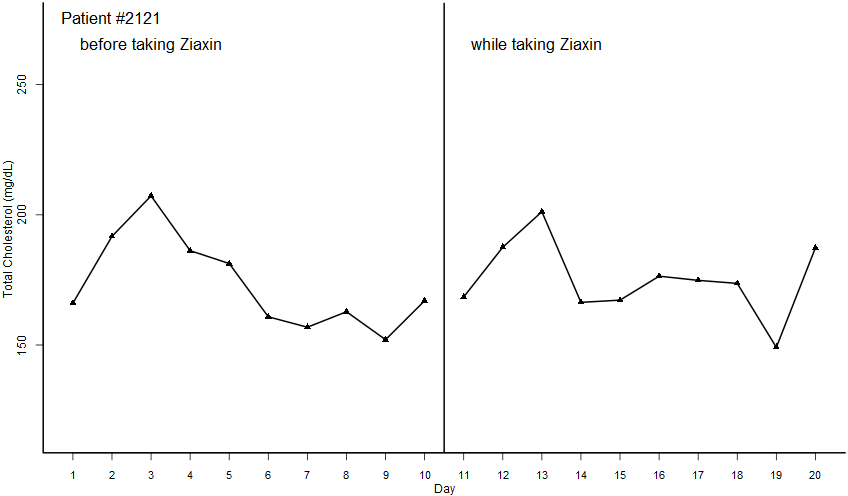 Patient #2121
before taking Ziaxin
while taking Ziaxin
Total Cholesterol (mg/dL)
250
200
150
1 2 3 4 5 6 7 8 9 10 11 12 13 14 15 16 17 18 19 20
Day